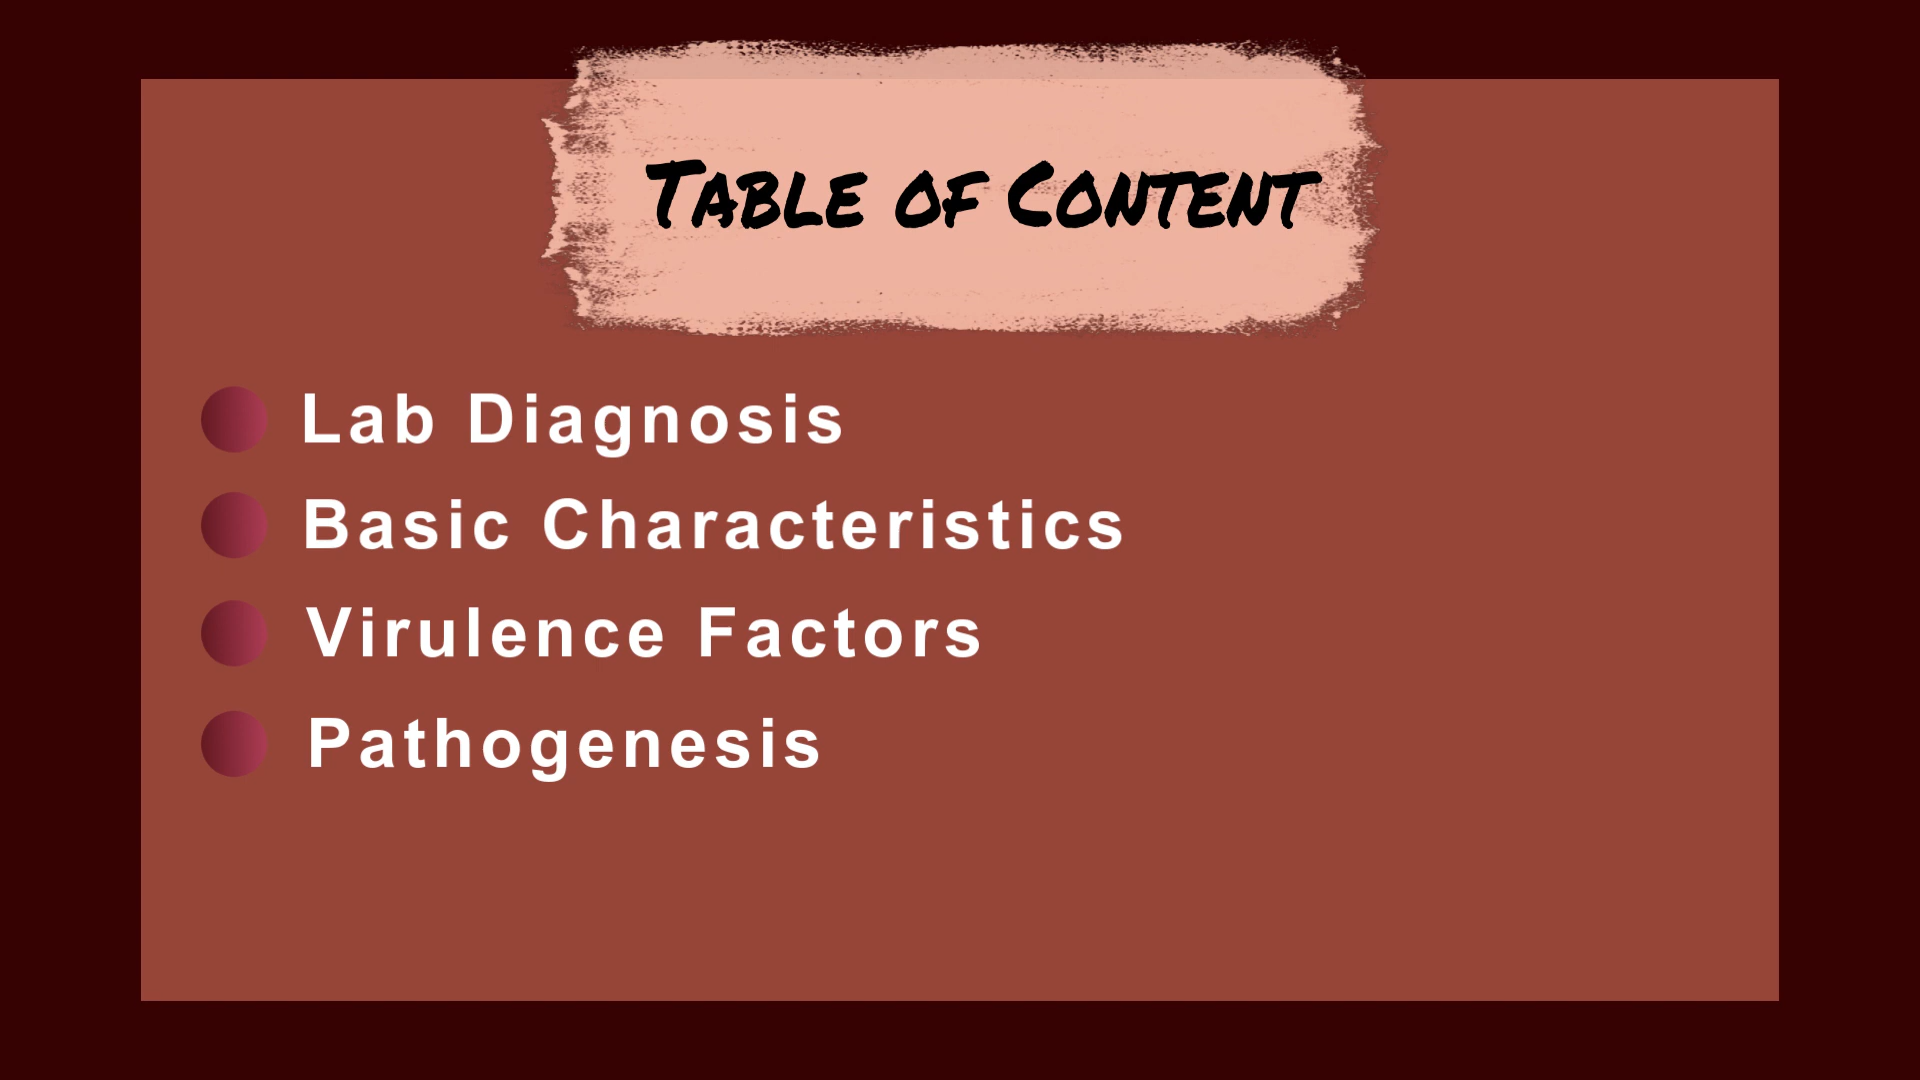 Table of Content
Lab Diagnosis
Basic Characteristics
Virulence Factors
Pathogenesis